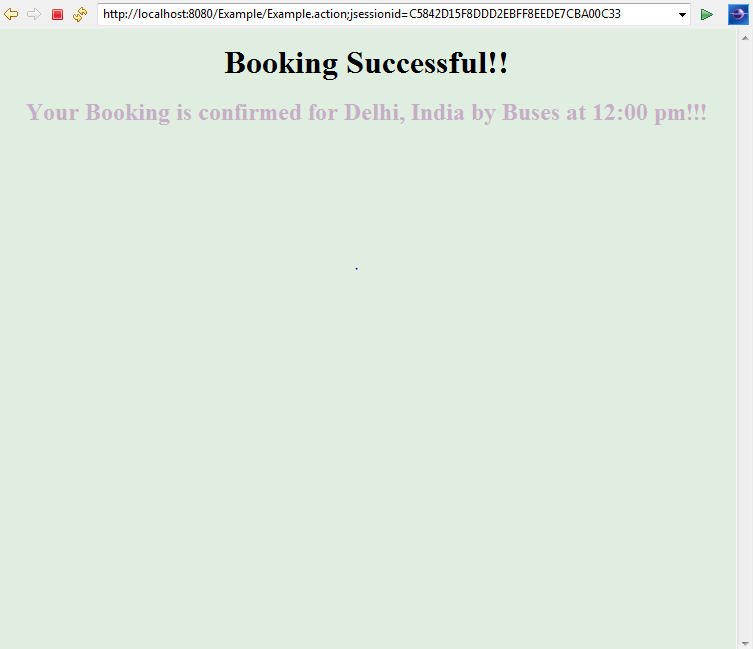 http://localhost:8080/Example/Example.action;jsessionid=C5842D15F8DDD2EBFF8EEDE7CBA00C33
Booking Successful!!
Your Booking is confirmed for Delhi, India by Buses at 12:00 pm!!!